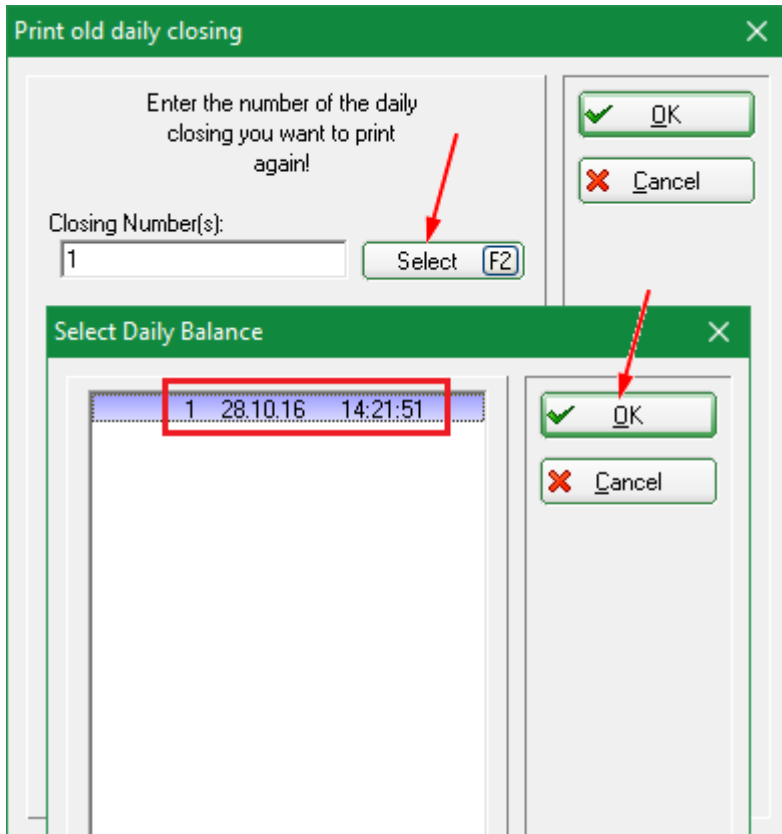 Print old daily closing
Enter the number of the daily
closing you want to print
again!
OK
Cancel
Closing Number(s):
1
Select F2
Select Daily Balance
1 28.10.16 14:21:51
OK
Cancel